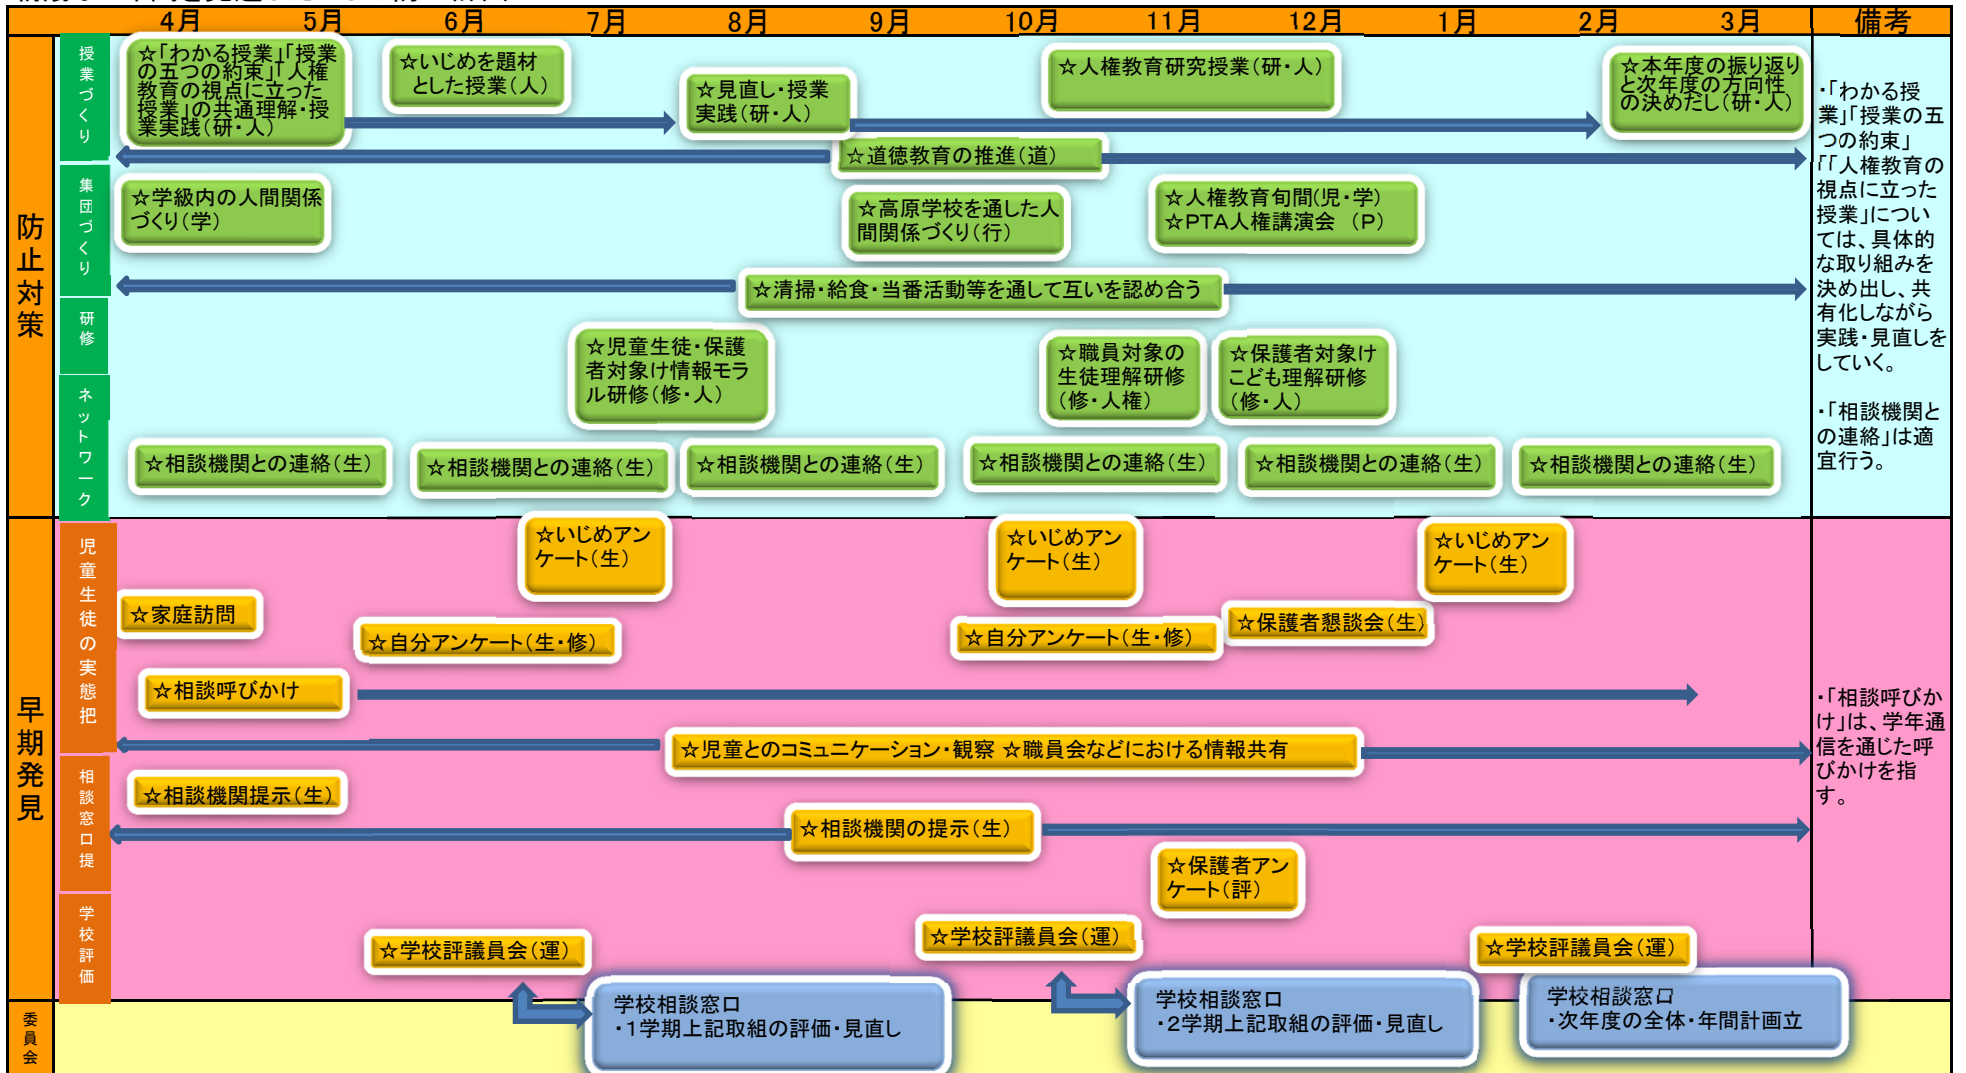 4月 5月 6月 7月 8月 9月 10月 11月 12月 1月 2月 3月 備考
防止対策
授業づくり
☆「わかる授業」「授業
の五つの約束」「人権
教育の視点に立った
授業」の共通理解・授
業実践(研・人)
☆いじめを題材
とした授業(人)
☆見直し・授業
実践(研・人)
☆人権教育研究授業(研・人)
☆本年度の振り返り
と次年度の方向性
の決めだし(研・人)
☆道徳教育の推進(道)
集団づくり
☆学級内の人間関係
づくり(学)
☆高原学校を通した人
間関係づくり(行)
☆人権教育旬間(児・学)
☆PTA人権講演会 (P)
☆清掃・給食・当番活動等を通して互いを認め合う
研修
☆児童生徒・保護
者対象け情報モラ
ル研修(修・人)
☆職員対象の
生徒理解研修
(修・人権)
☆保護者対象け
こども理解研修
(修・人)
ネットワーク
☆相談機関との連絡(生)
☆相談機関との連絡(生)
☆相談機関との連絡(生)
☆相談機関との連絡(生)
☆相談機関との連絡(生)
☆相談機関との連絡(生)
・「わかる授
業」「授業の五
つの約束」
「「人権教育の
視点に立った
授業」につい
ては、具体的
な取り組みを
決め出し、共
有化しながら
実践・見直しを
していく。
・「相談機関と
の連絡」は適
宜行う。
早期発見
児童生徒の実態把
☆いじめアン
ケート(生)
☆いじめアン
ケート(生)
☆いじめアン
ケート(生)
☆家庭訪問
☆自分アンケート(生・修)
☆自分アンケート(生・修)
☆保護者懇談会(生)
☆相談呼びかけ
☆児童とのコミュニケーション・観察 ☆職員会などにおける情報共有
相談窓口提
☆相談機関提示(生)
☆相談機関の提示(生)
☆保護者アン
ケート(評)
学校評価
☆学校評議員会(運)
☆学校評議員会(運)
☆学校評議員会(運)
・「相談呼びか
け」は、学年通
信を通じた呼
びかけを指
す。
委員会
学校相談窓口
・1学期上記取組の評価・見直し
学校相談窓口
・2学期上記取組の評価・見直し
学校相談窓口
・次年度の全体・年間計画立